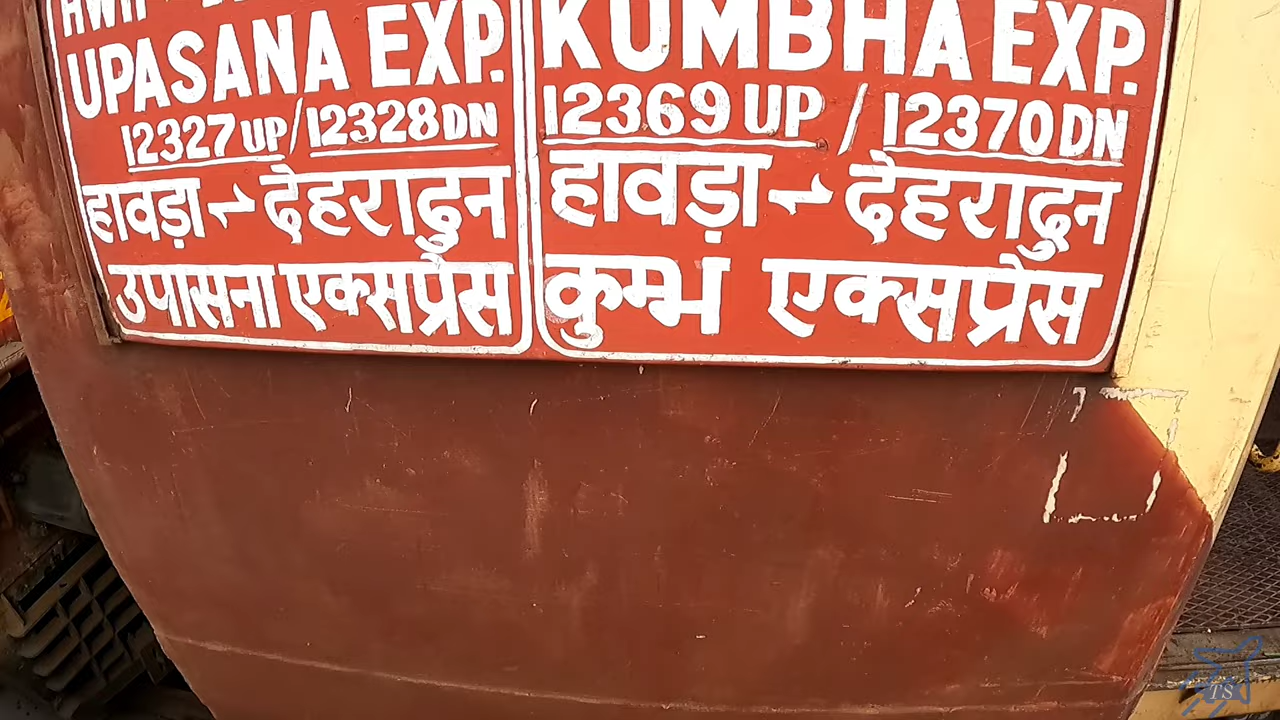 UPASANA EXP.
12327 UP/12328 DN
हावड़ा ⇌ देहरादुन
उपासना एक्सप्रेस
KUMBHA EXP.
12369 UP / 12370 DN
हावड़ा ⇌ देहरादुन
कुम्भ एक्सप्रेस
TS